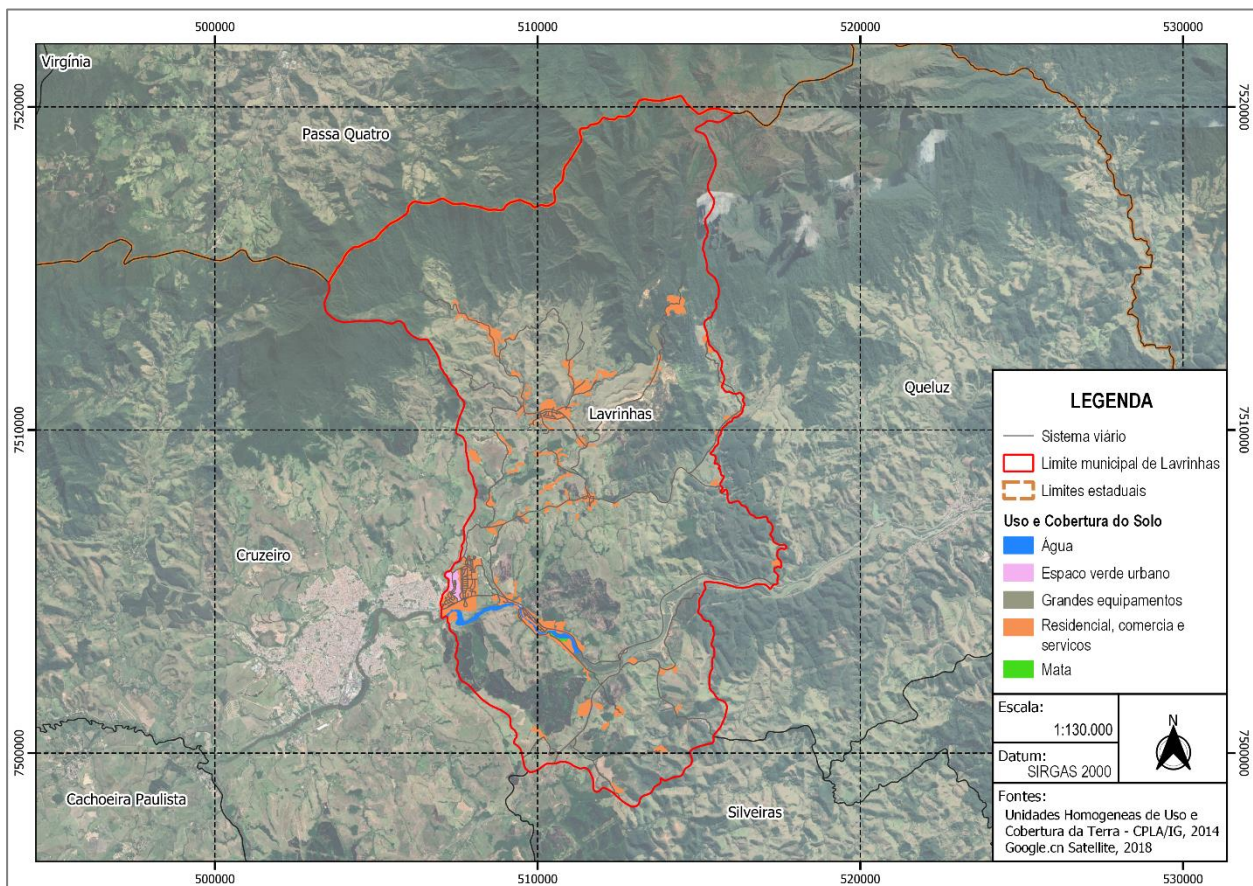 500000
510000
520000
530000
Virgínia
7520000
7520000
Passa Quatro
Queluz
Lavrinhas
7510000
7510000
Cruzeiro
7500000
7500000
Cachoeira Paulista
Silveiras
500000
510000
520000
530000
LEGENDA
Sistema viário
Limite municipal de Lavrinhas
Limites estaduais
Uso e Cobertura do Solo
Água
Espaco verde urbano
Grandes equipamentos
Residencial, comercia e
servicos
Mata
Escala:
1:130.000
Datum:
SIRGAS 2000
N
Fontes:
Unidades Homogeneas de Uso e
Cobertura da Terra - CPLA/IG, 2014
Google.cn Satellite, 2018